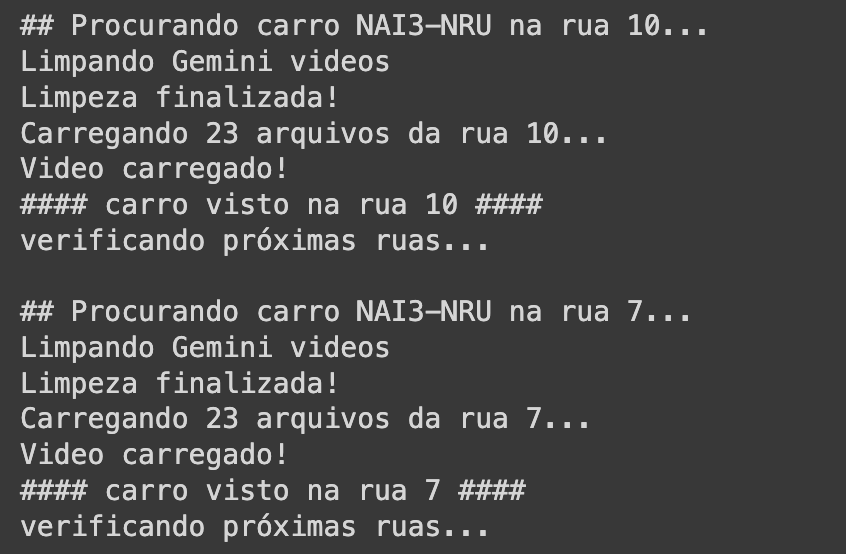 ## Procurando carro NAI3-NRU na rua 10...
Limpando Gemini videos
Limpeza finalizada!
Carregando 23 arquivos da rua 10...
Video carregado!
#### carro visto na rua 10 ####
verificando próximas ruas...

## Procurando carro NAI3-NRU na rua 7...
Limpando Gemini videos
Limpeza finalizada!
Carregando 23 arquivos da rua 7...
Video carregado!
#### carro visto na rua 7 ####
verificando próximas ruas...